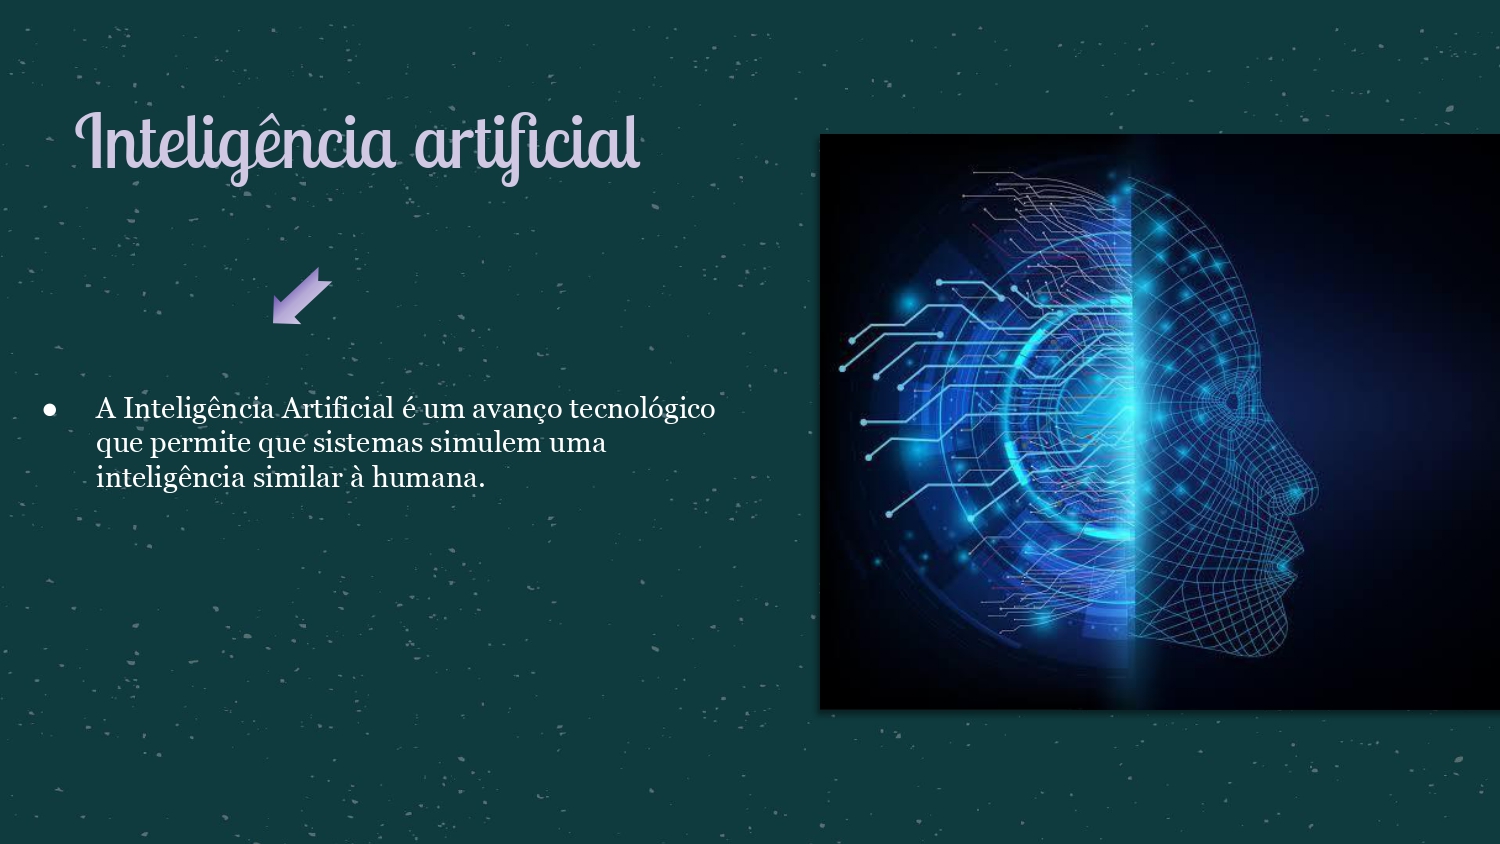 Inteligência artificial
● A Inteligência Artificial é um avanço tecnológico
que permite que sistemas simulem uma
inteligência similar à humana.